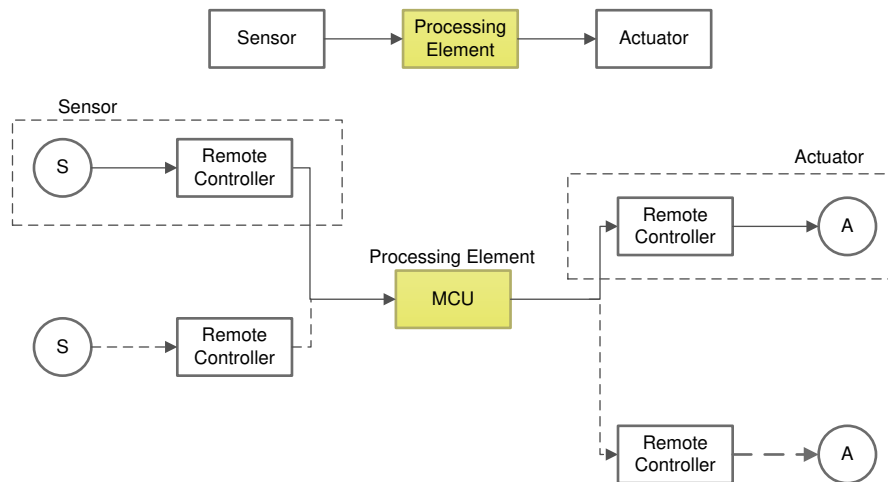 Sensor
Processing
Element
Actuator
Sensor
S
Remote
Controller
Actuator
Remote
Controller
A
Processing Element
MCU
S
Remote
Controller
Remote
Controller
A